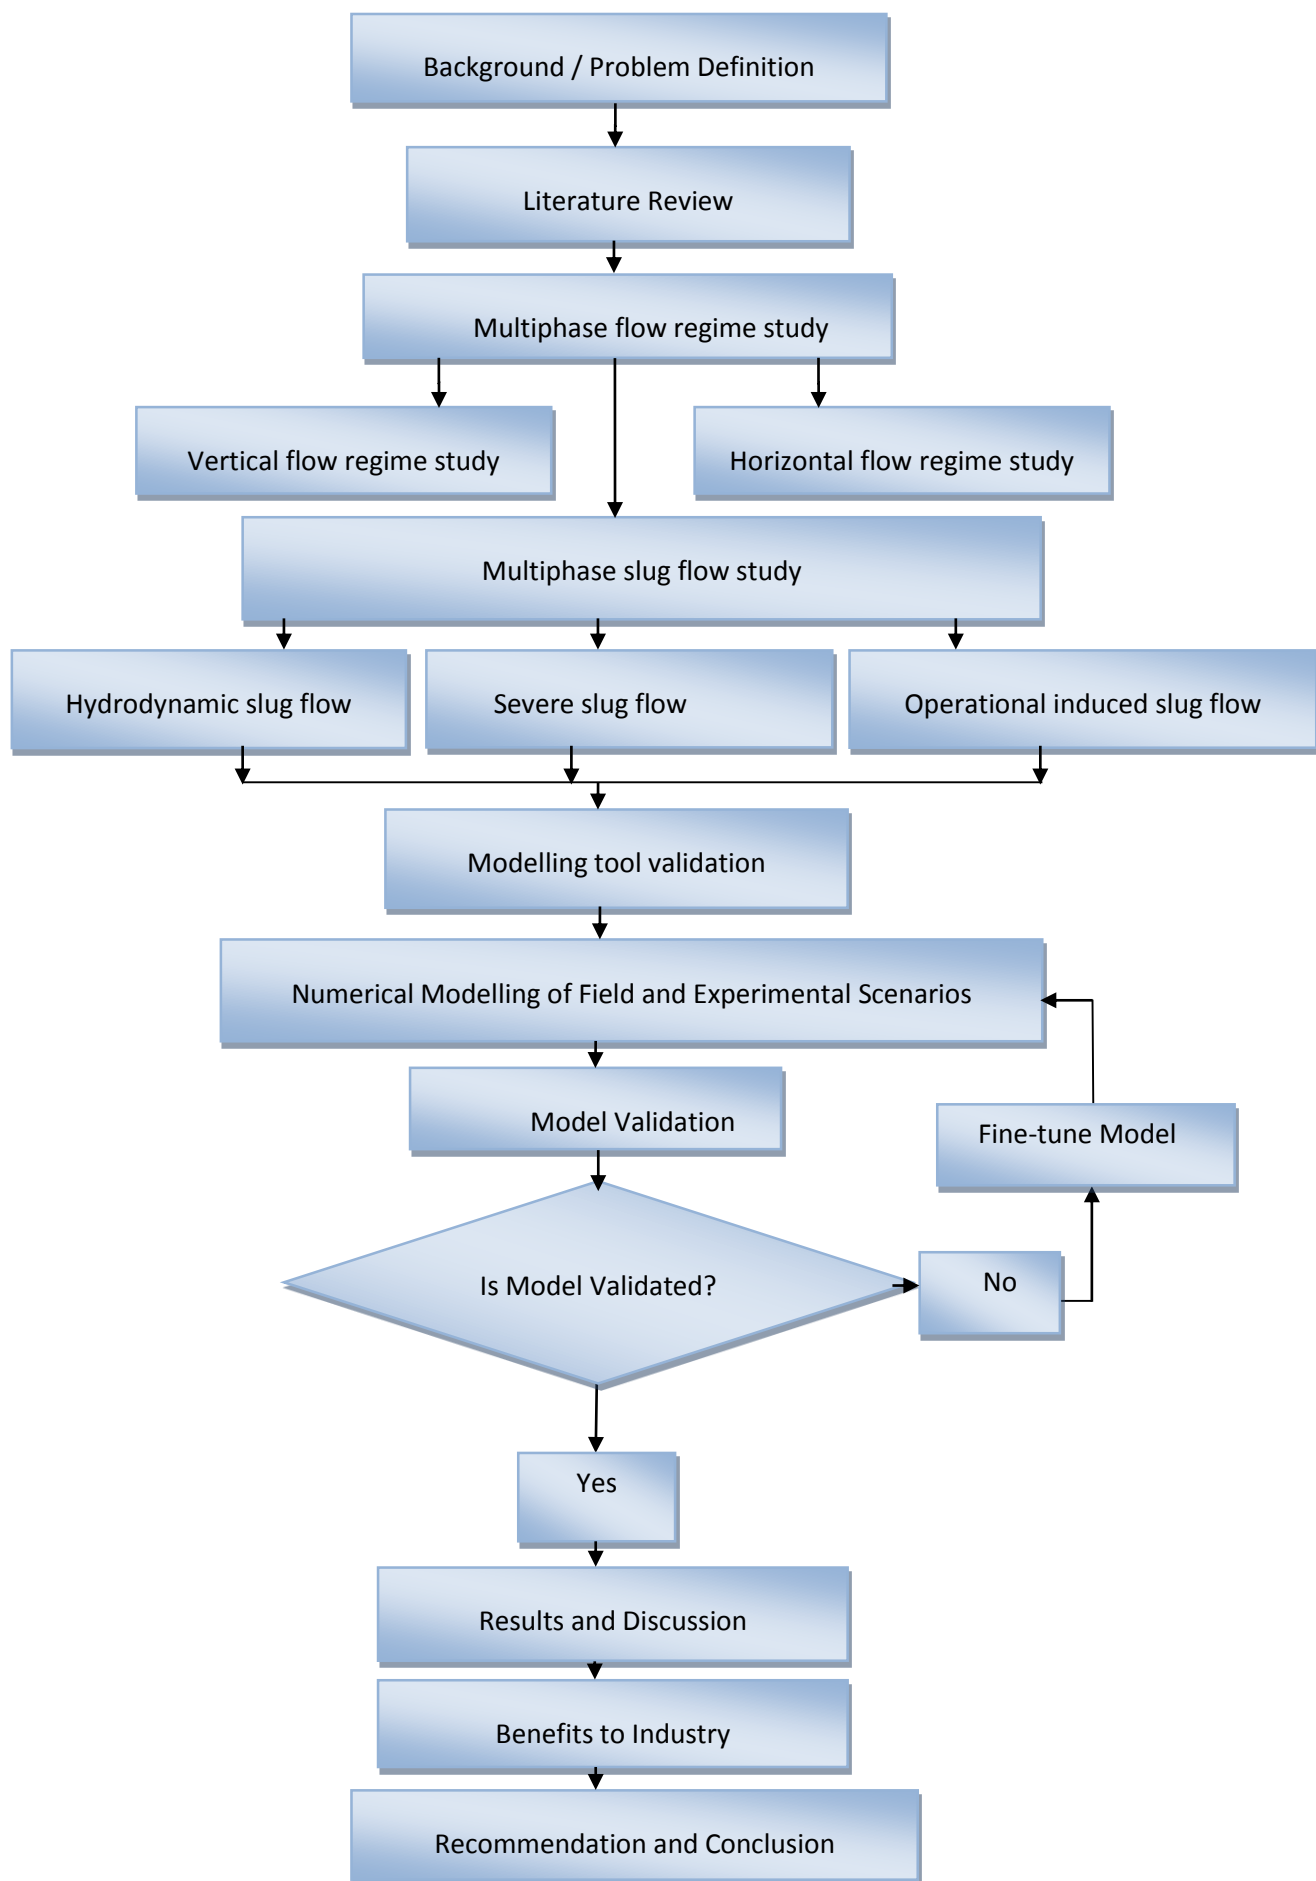 Background / Problem Definition
Literature Review
Multiphase flow regime study
Vertical flow regime study
Horizontal flow regime study
Multiphase slug flow study
Hydrodynamic slug flow
Severe slug flow
Operational induced slug flow
Modelling tool validation
Numerical Modelling of Field and Experimental Scenarios
Model Validation
Fine-tune Model
Is Model Validated?
No
Yes
Results and Discussion
Benefits to Industry
Recommendation and Conclusion